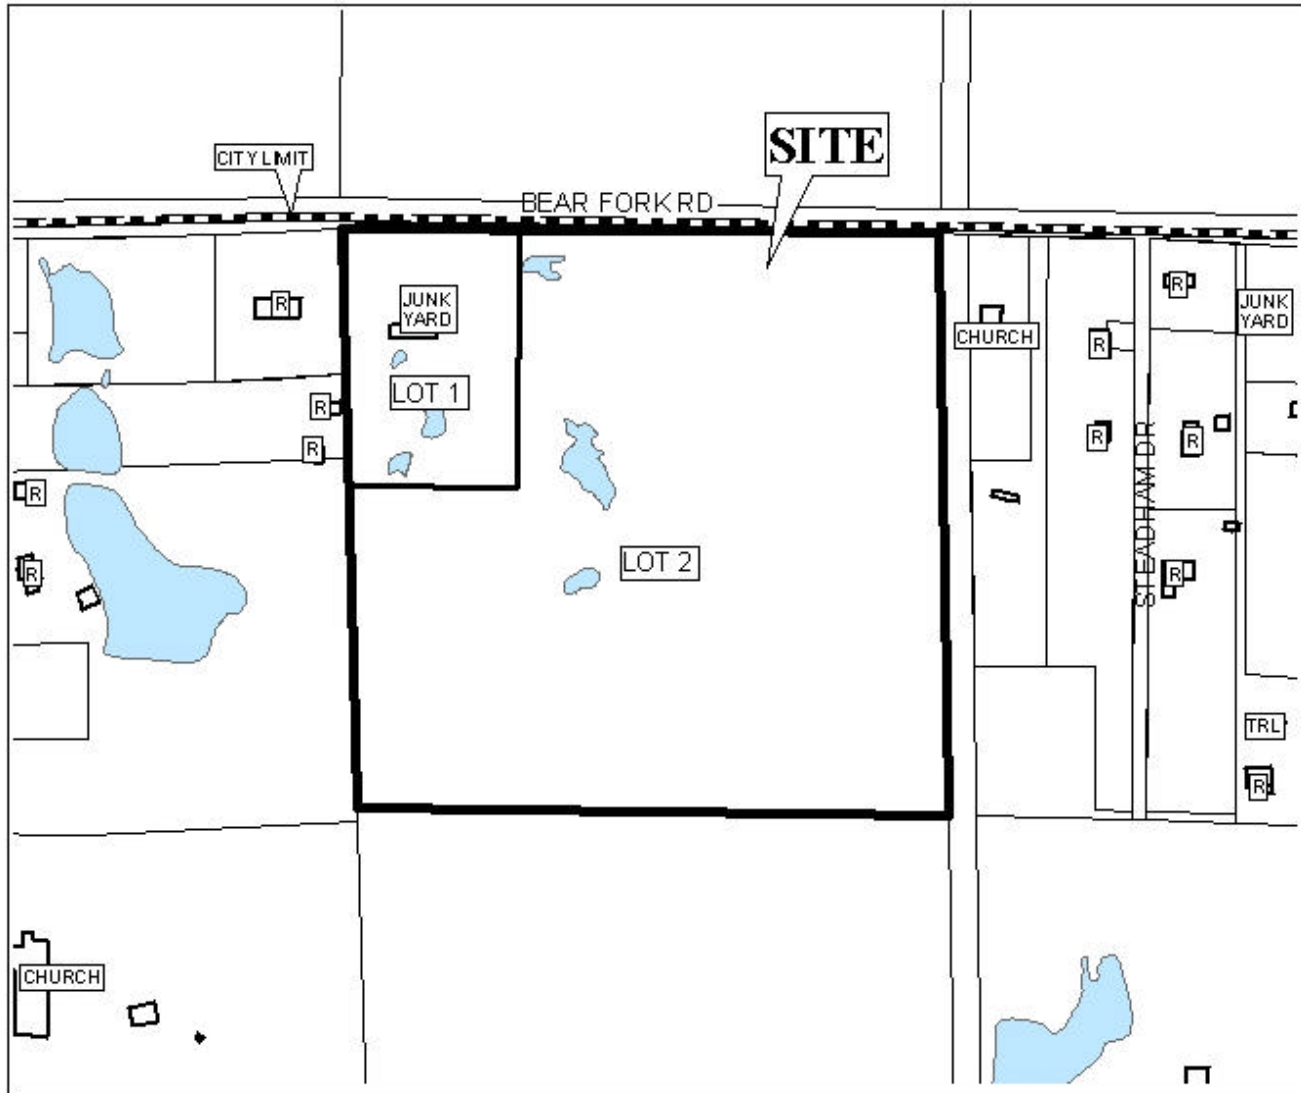 SITE
CITY LIMIT
BEAR FORK RD
R
JUNK
YARD
R
JUNK
YARD
CHURCH
R
LOT 1
R
R
R
R
R
STEADHAM DR
LOT 2
R
R
TRL
R
CHURCH